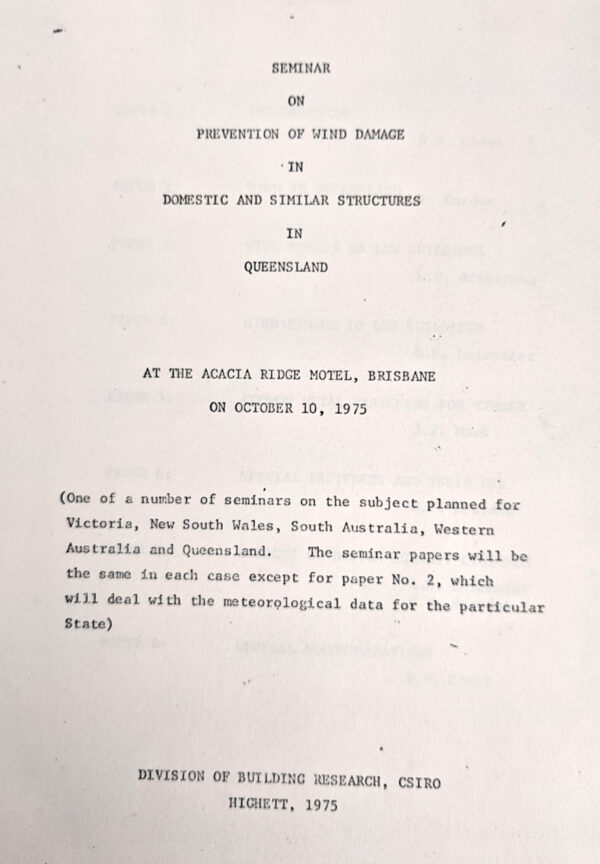 SEMINAR
ON
PREVENTION OF WIND DAMAGE
IN
DOMESTIC AND SIMILAR STRUCTURES
IN
QUEENSLAND
AT THE ACACIA RIDGE MOTEL, BRISBANE
ON OCTOBER 10, 1975
(One of a number of seminars on the subject planned for
Victoria, New South Wales, South Australia, Western
Australia and Queensland. The seminar papers will be
the same in each case except for paper No. 2, which
will deal with the meteorological data for the particular
State)
DIVISION OF BUILDING RESEARCH, CSIRO
HIGHETT, 1975